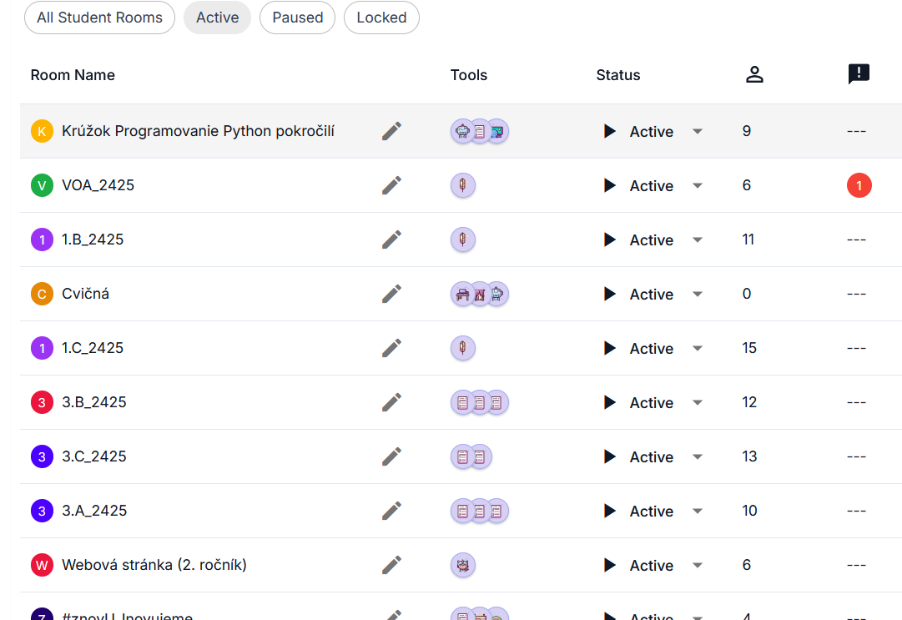 All Student Rooms Active Paused Locked
Room Name Tools Status
K Krúžok Programovanie Python pokročilí Active 9 ---
V VOA_2425 Active 6 1
1 1.B_2425 Active 11 ---
C Cvičná Active 0 ---
1 1.C_2425 Active 15 ---
3 3.B_2425 Active 12 ---
3 3.C_2425 Active 13 ---
3 3.A_2425 Active 10 ---
W Webová stránka (2. ročník) Active 6 ---
Z Active 4 ---